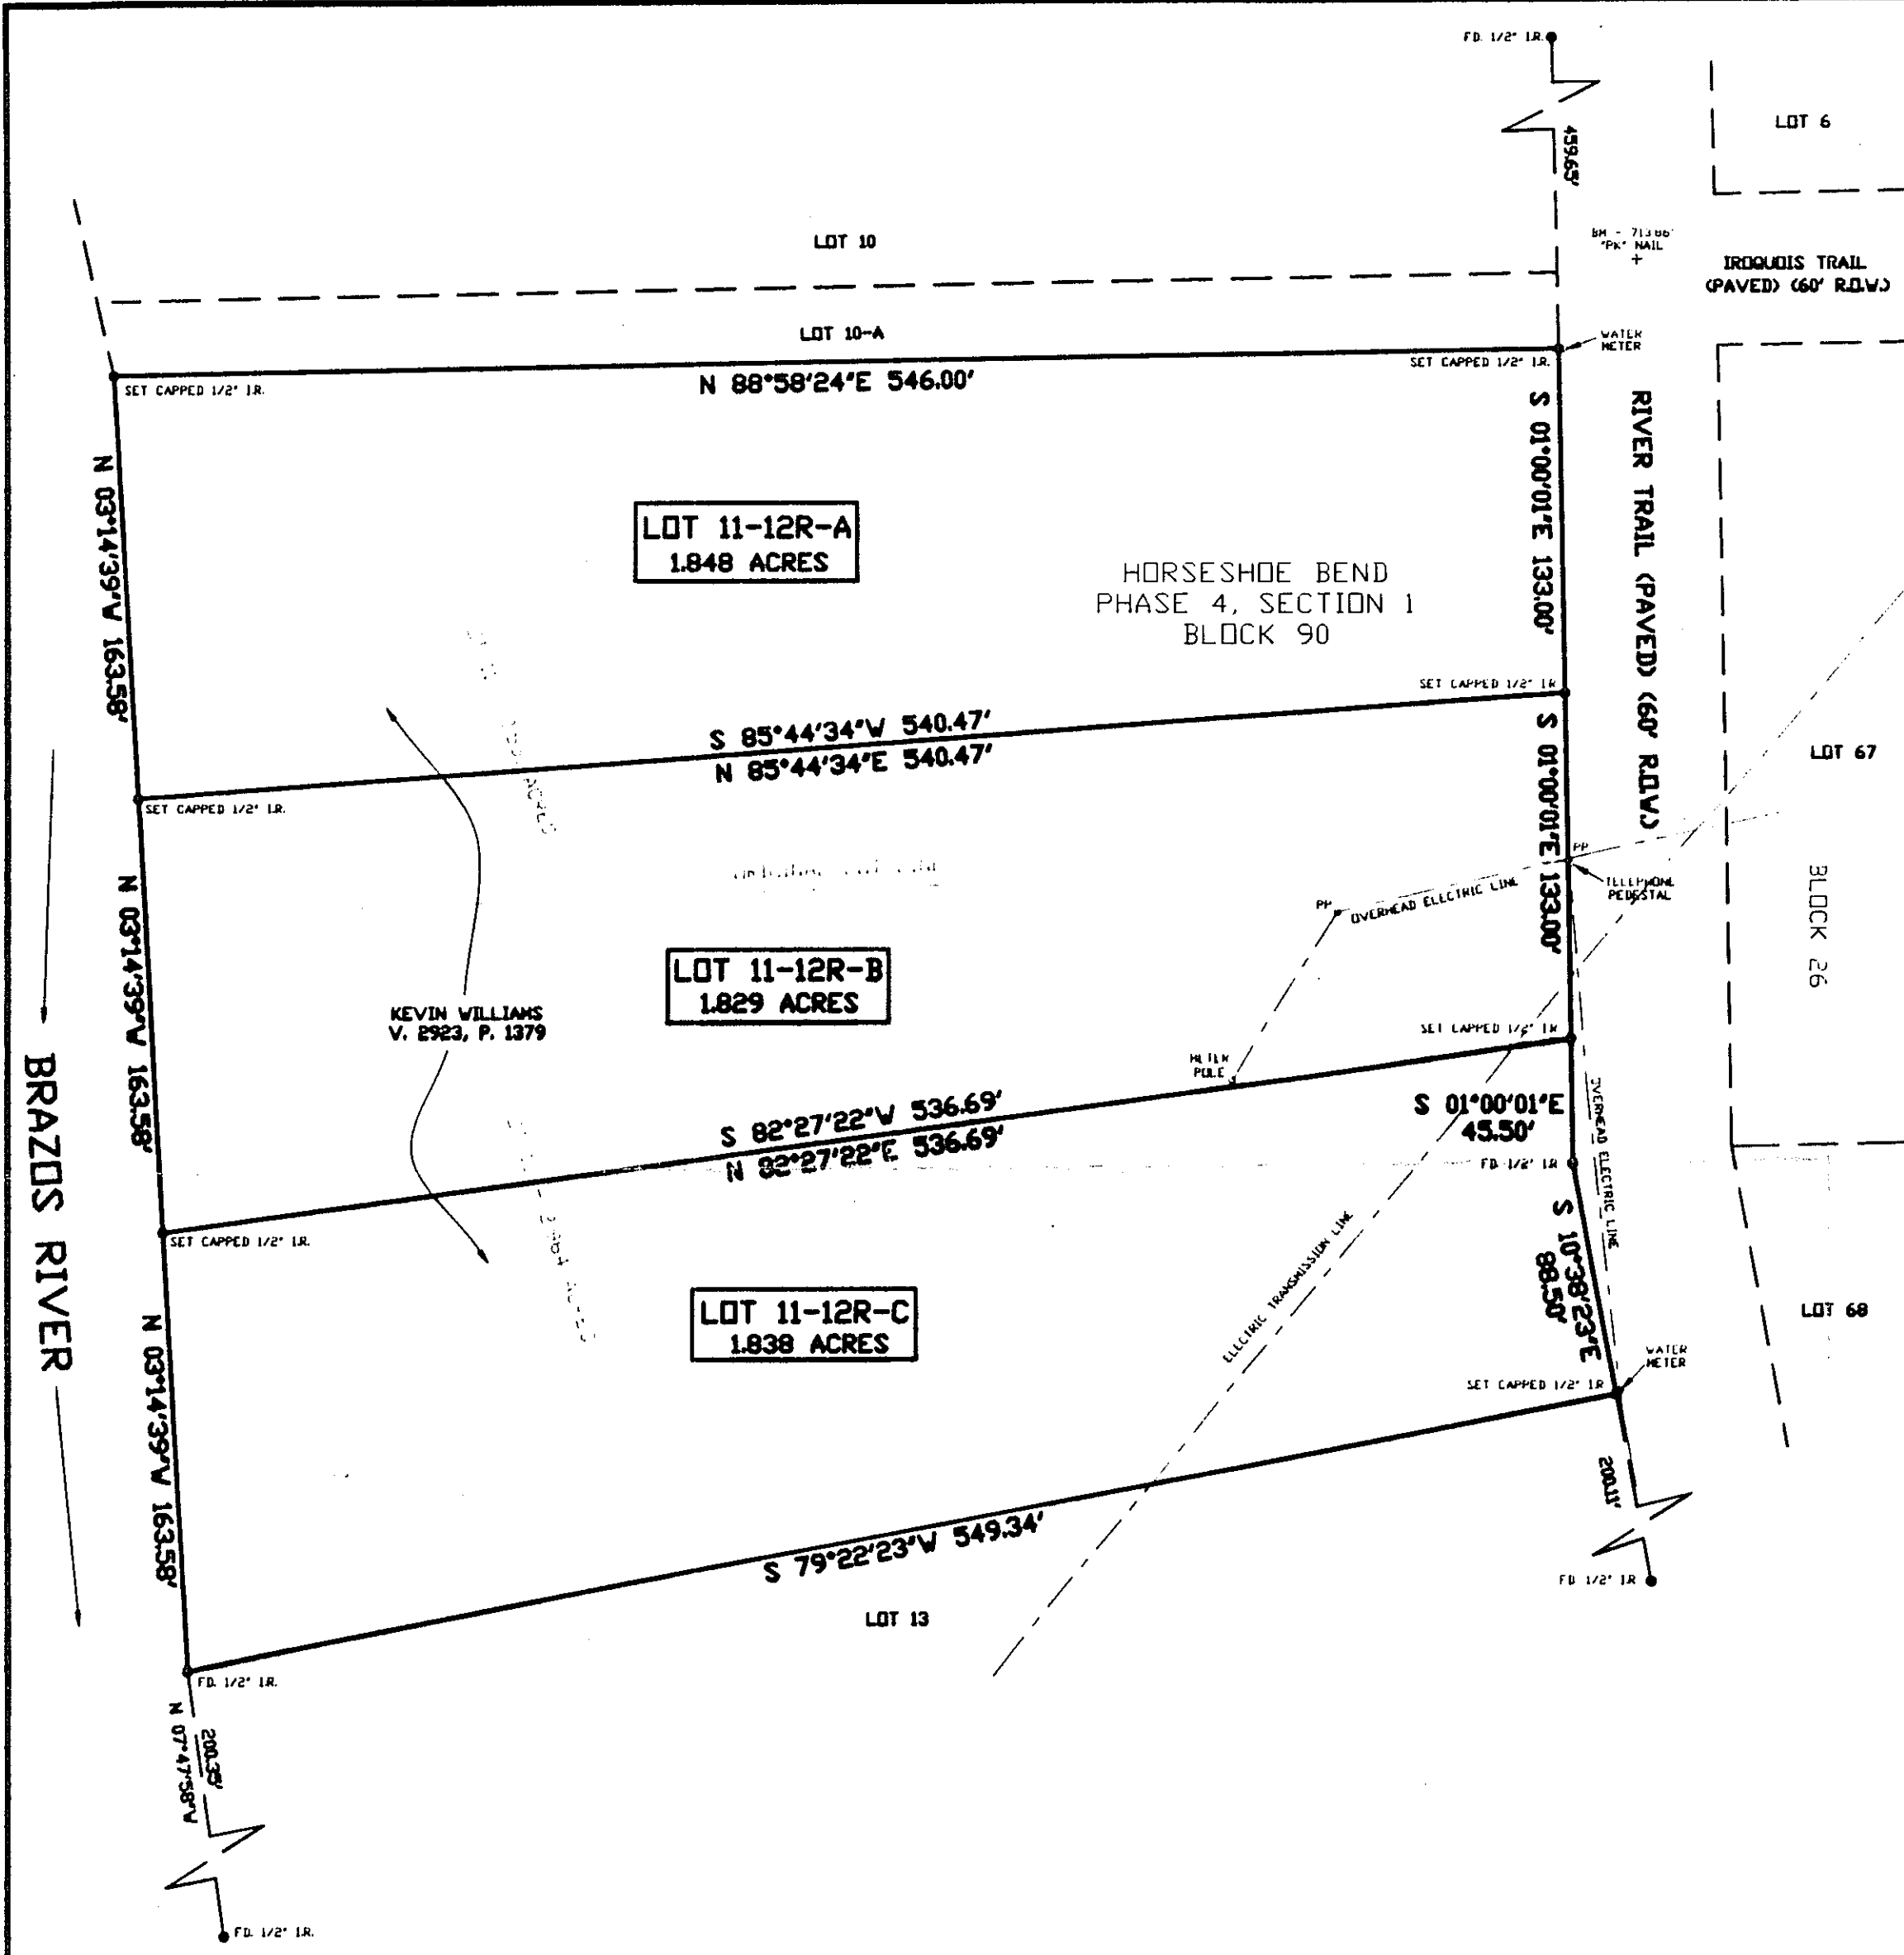 FD. 1/2" I.R.
459.65'
LOT 6
BM - 713.86'
"PK" NAIL
LOT 10
IROQUOIS TRAIL
(PAVED) (60' R.O.W.)
LOT 10-A
WATER
METER
SET CAPPED 1/2" I.R.
SET CAPPED 1/2" I.R.
N 88°58'24"E 546.00'
S 01°00'01"E 133.00'
RIVER TRAIL (PAVED) (60' R.O.W.)
N 03°14'39"W 163.58'
LOT 11-12R-A
1.848 ACRES
HORSESHOE BEND
PHASE 4, SECTION 1
BLOCK 90
SET CAPPED 1/2" I.R.
S 85°44'34"W 540.47'
N 85°44'34"E 540.47'
S 01°00'01"E 133.00'
LOT 67
SET CAPPED 1/2" I.R.
PP
TELEPHONE
PEDESTAL
BLOCK 26
PP
OVERHEAD ELECTRIC LINE
N 03°14'39"W 163.58'
LOT 11-12R-B
1.829 ACRES
KEVIN WILLIAMS
V. 2923, P. 1379
SET CAPPED 1/2" I.R.
METER
POLE
BRAZOS RIVER
S 82°27'22"W 536.69'
N 82°27'22"E 536.69'
S 01°00'01"E
45.50'
OVERHEAD ELECTRIC LINE
FD. 1/2" I.R.
SET CAPPED 1/2" I.R.
S 10°38'23"E
88.50'
ELECTRIC TRANSMISSION LINE
LOT 11-12R-C
1.838 ACRES
LOT 68
WATER
METER
SET CAPPED 1/2" I.R.
N 03°14'39"W 163.58'
200.11'
S 79°22'23"W 549.34'
FD. 1/2" I.R.
LOT 13
FD. 1/2" I.R.
200.35'
N 07°47'58"W
FD. 1/2" I.R.